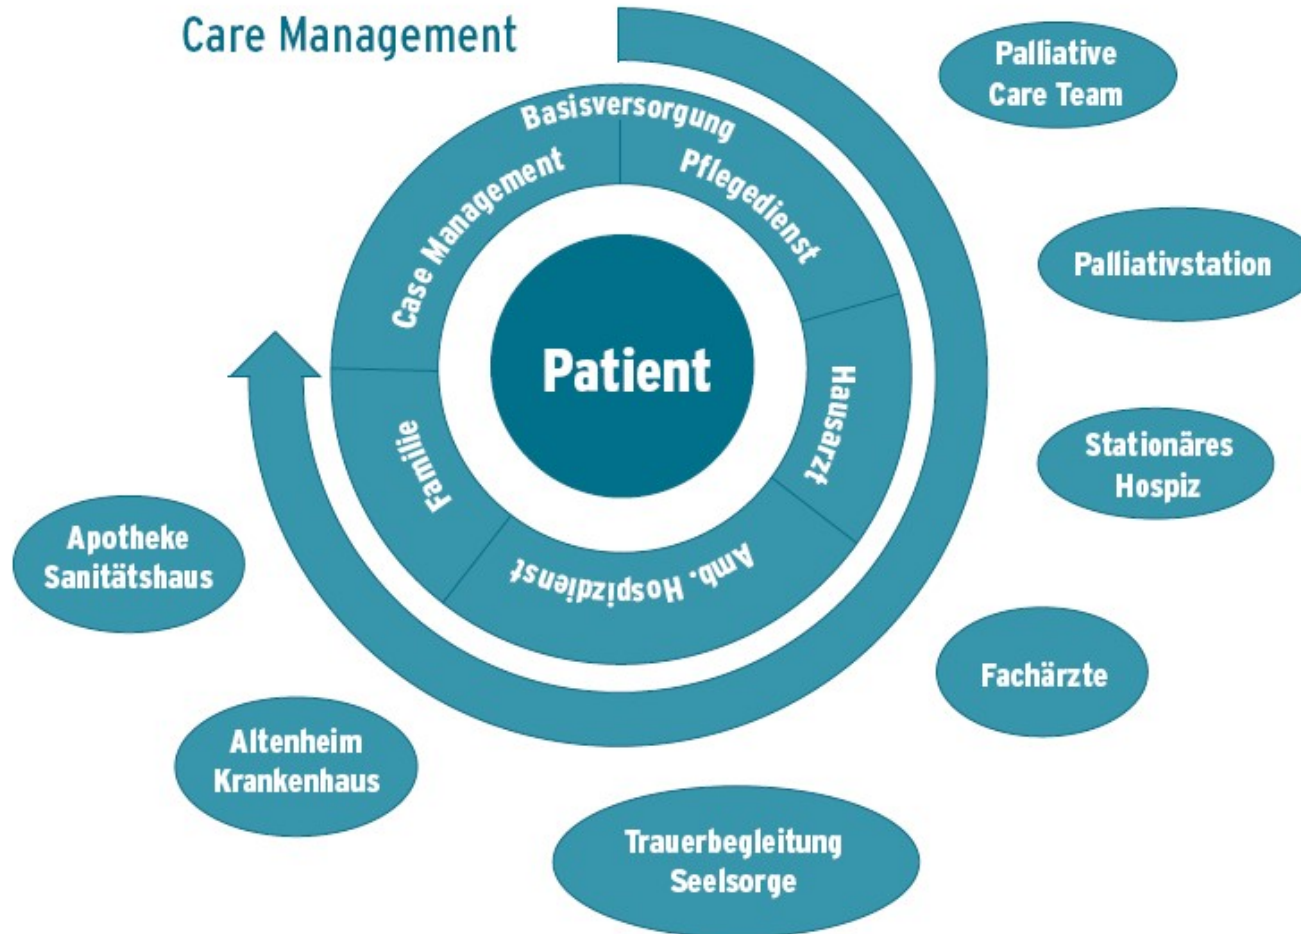 Care Management
Basisversorgung
Case Management
Pflegedienst
Hausarzt
Amb. Hospizdienst
Familie
Patient
Palliative
Care Team
Palliativstation
Stationäres
Hospiz
Fachärzte
Trauerbegleitung
Seelsorge
Altenheim
Krankenhaus
Apotheke
Sanitätshaus